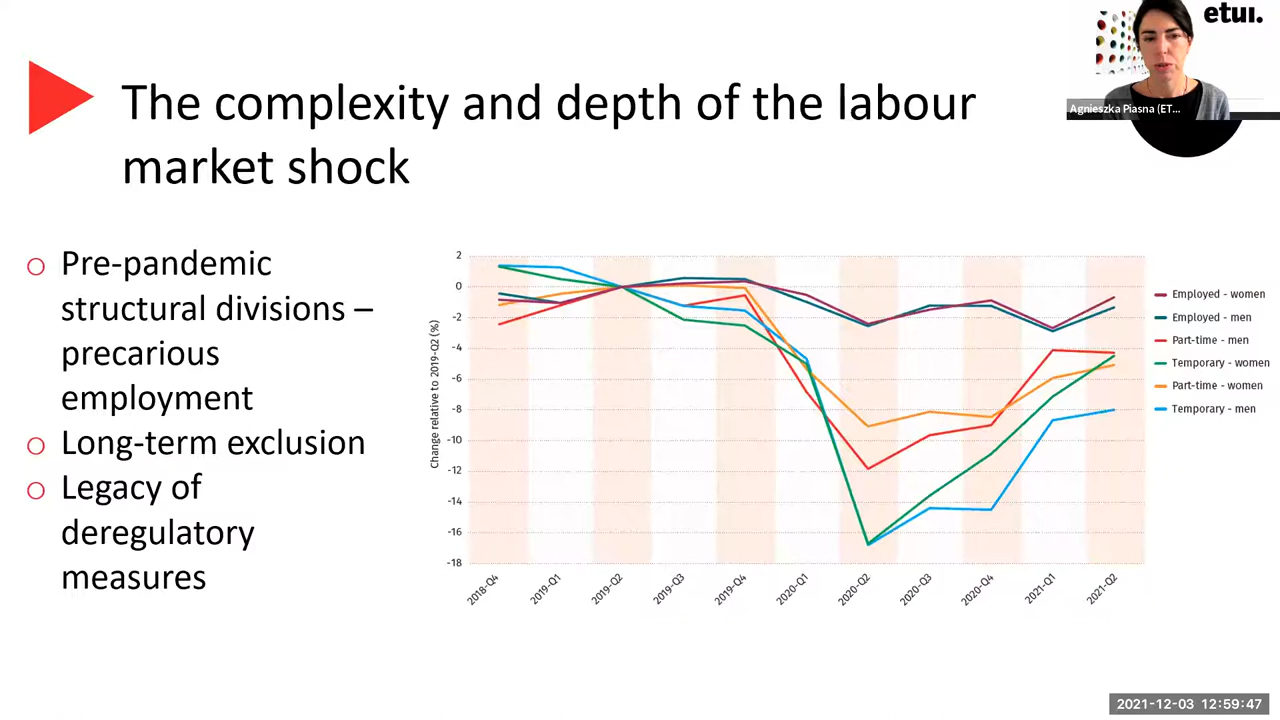 etui.
Agnieszka Piasna (ET...
The complexity and depth of the labour
market shock
o Pre-pandemic
structural divisions –
precarious
employment
o Long-term exclusion
o Legacy of
deregulatory
measures
Change relative to 2019-Q2 (%)
2
0
-2
-4
-6
-8
-10
-12
-14
-16
-18
2018-Q4
2019-Q1
2019-Q2
2019-Q3
2019-Q4
2020-Q1
2020-Q2
2020-Q3
2020-Q4
2021-Q1
2021-Q2
Employed - women
Employed - men
Part-time - men
Temporary - women
Part-time - women
Temporary - men
2021-12-03 12:59:47